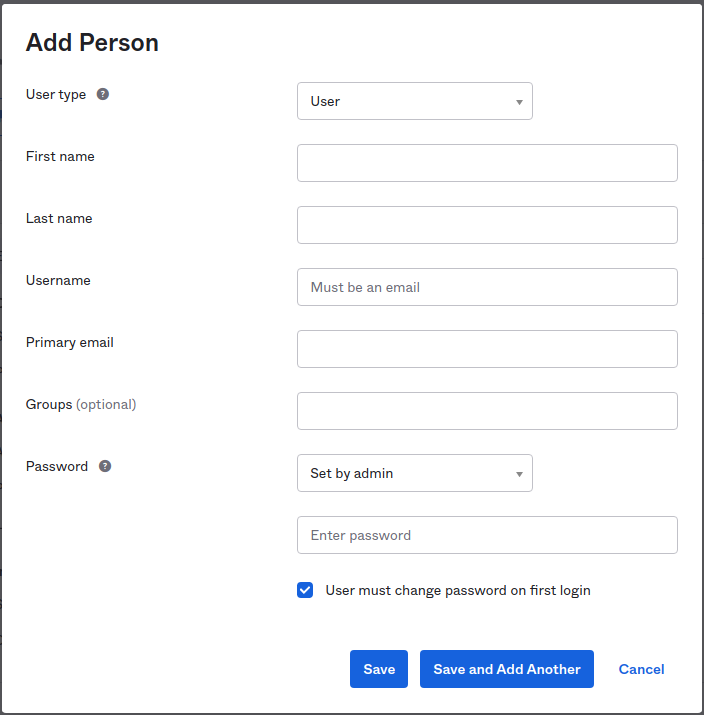 Add Person
User type ?
User
First name
Last name
Username
Must be an email
Primary email
Groups (optional)
Password ?
Set by admin
Enter password
User must change password on first login
Save Save and Add Another Cancel